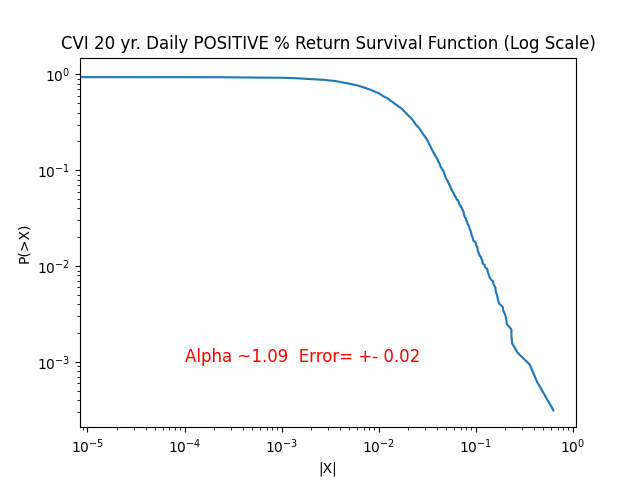 CVI 20 yr. Daily POSITIVE % Return Survival Function (Log Scale)
10⁰
10⁻¹
10⁻²
10⁻³
P(>X)
Alpha ~1.09  Error= +- 0.02
10⁻⁵ 10⁻⁴ 10⁻³ 10⁻² 10⁻¹ 10⁰
|X|